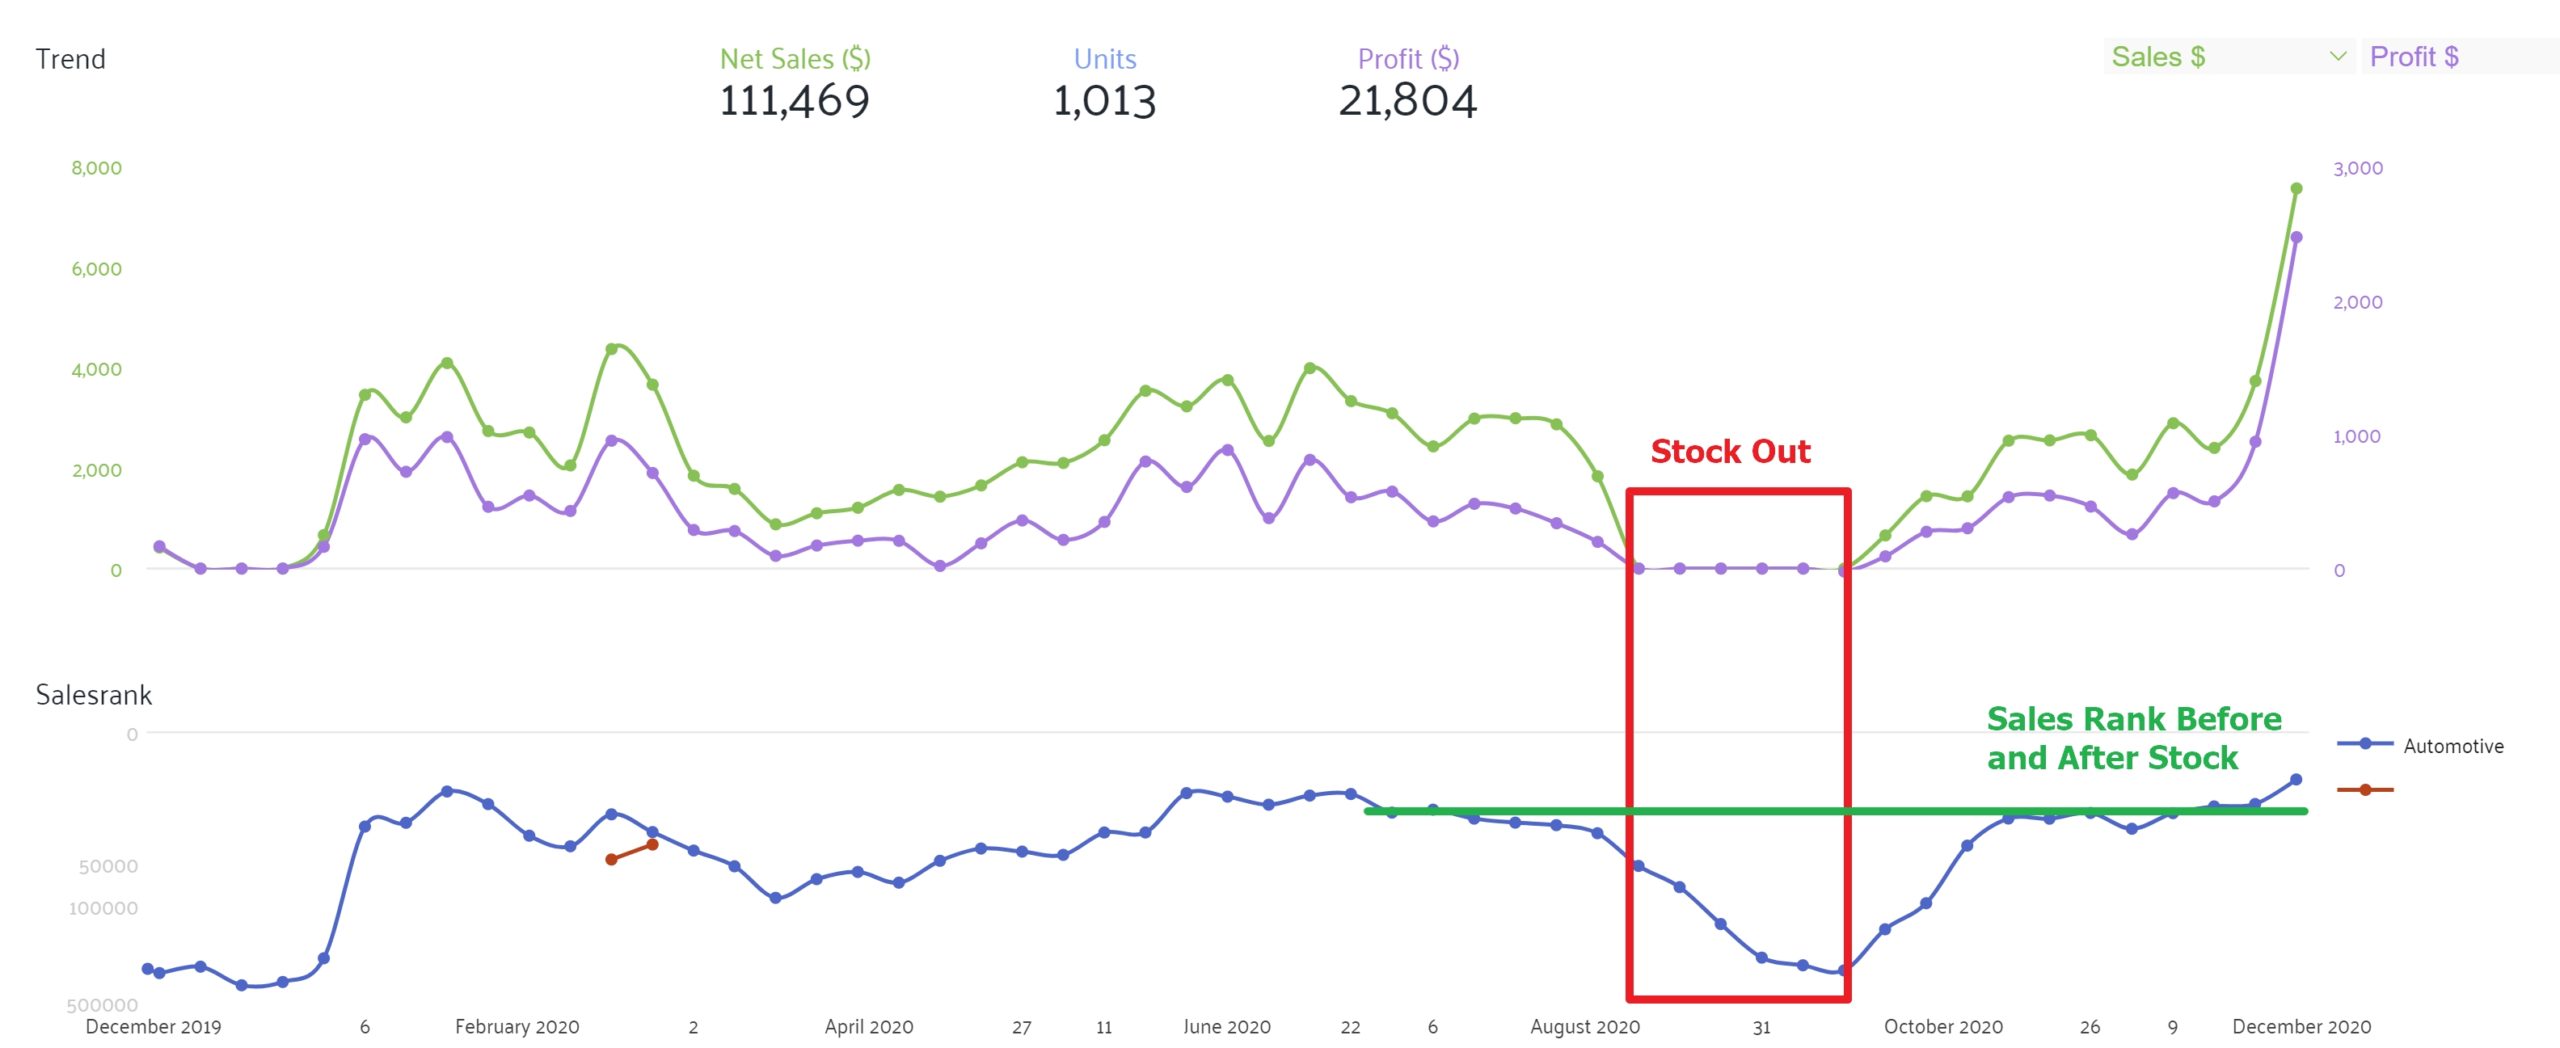 Trend
Net Sales ($)
Units
Profit ($)
Sales $
Profit $
111,469
1,013
21,804
8,000
3,000
6,000
2,000
4,000
1,000
2,000
Stock Out
0
0
Salesrank
0
Sales Rank Before
and After Stock
Automotive
50000
100000
500000
December 2019
6
February 2020
2
April 2020
27
11
June 2020
22
6
August 2020
31
October 2020
26
9
December 2020